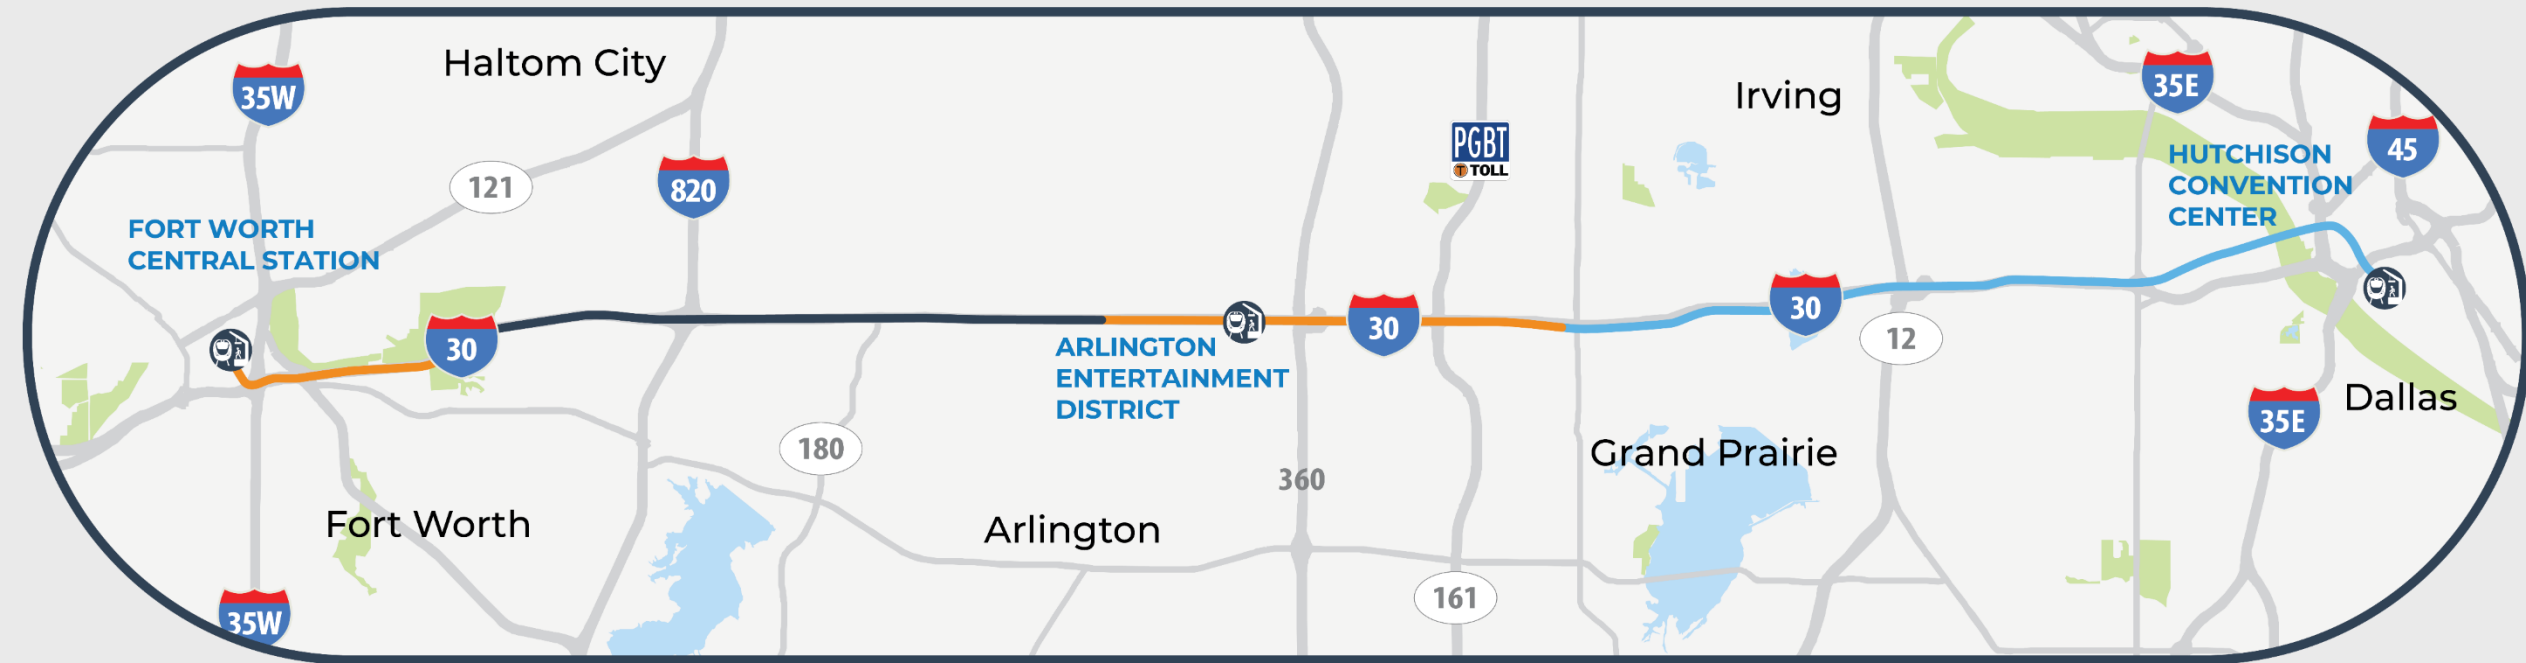 Haltom City
35W
35E
Irving
45
PGBT
TOLL
HUTCHISON
CONVENTION
CENTER
121
820
FORT WORTH
CENTRAL STATION
30
30
30
12
ARLINGTON
ENTERTAINMENT
DISTRICT
Dallas
35E
180
Grand Prairie
360
Fort Worth
Arlington
161
35W